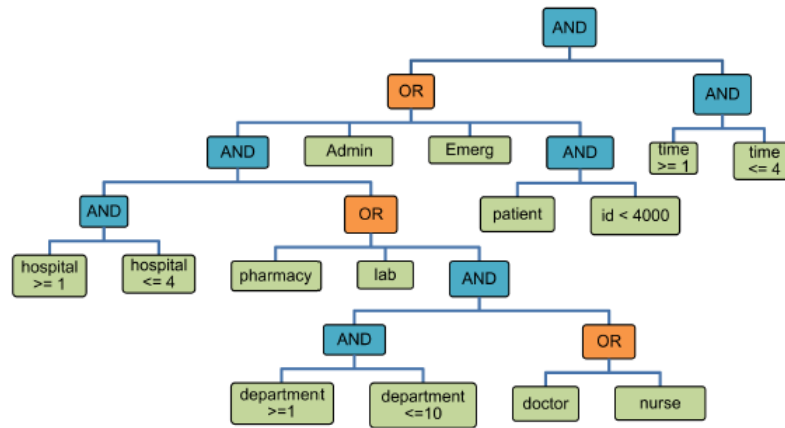 AND
OR
AND
AND
Admin
Emerg
AND
time
>= 1
time
<= 4
AND
OR
patient
id < 4000
hospital
>= 1
hospital
<= 4
pharmacy
lab
AND
AND
OR
department
>=1
department
<=10
doctor
nurse